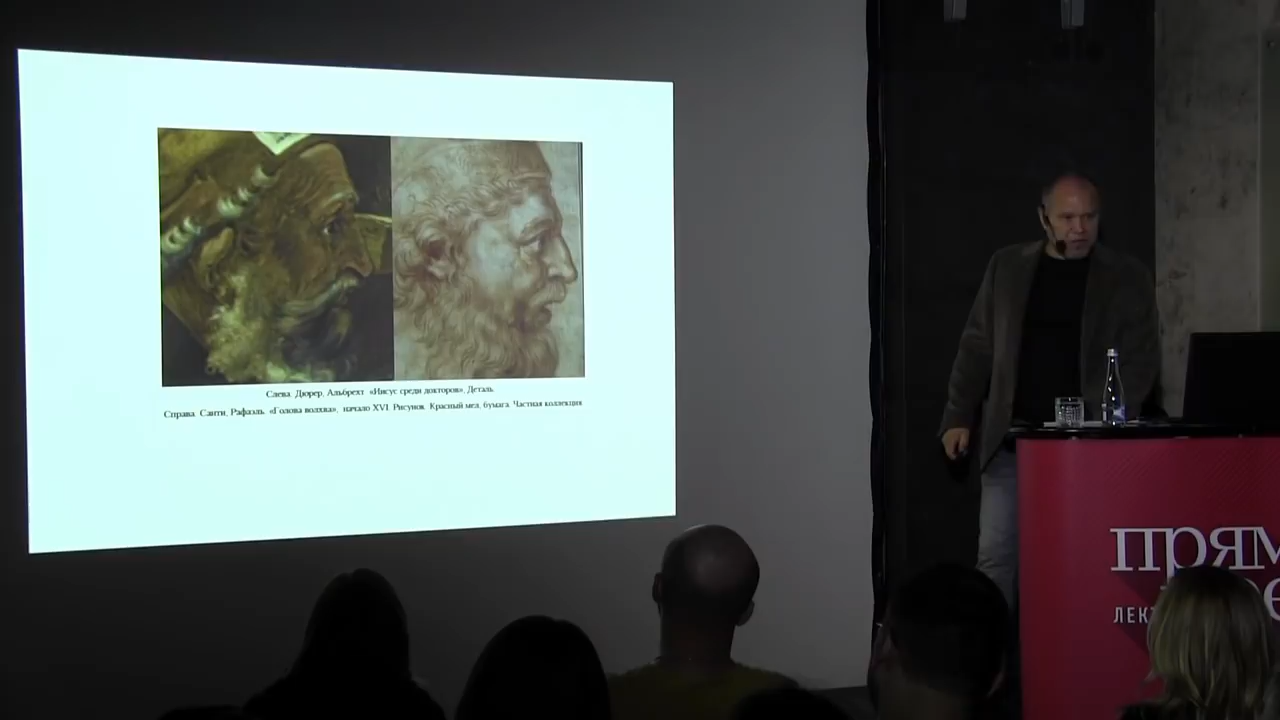 Слева. Дюрер, Альбрехт. «Иисус среди докторов», Деталь.
Справа. Санти, Рафаэль. «Голова волхва», начало XVI. Рисунок. Красный мел, бумага. Частная коллекция
прям
ЛЕК